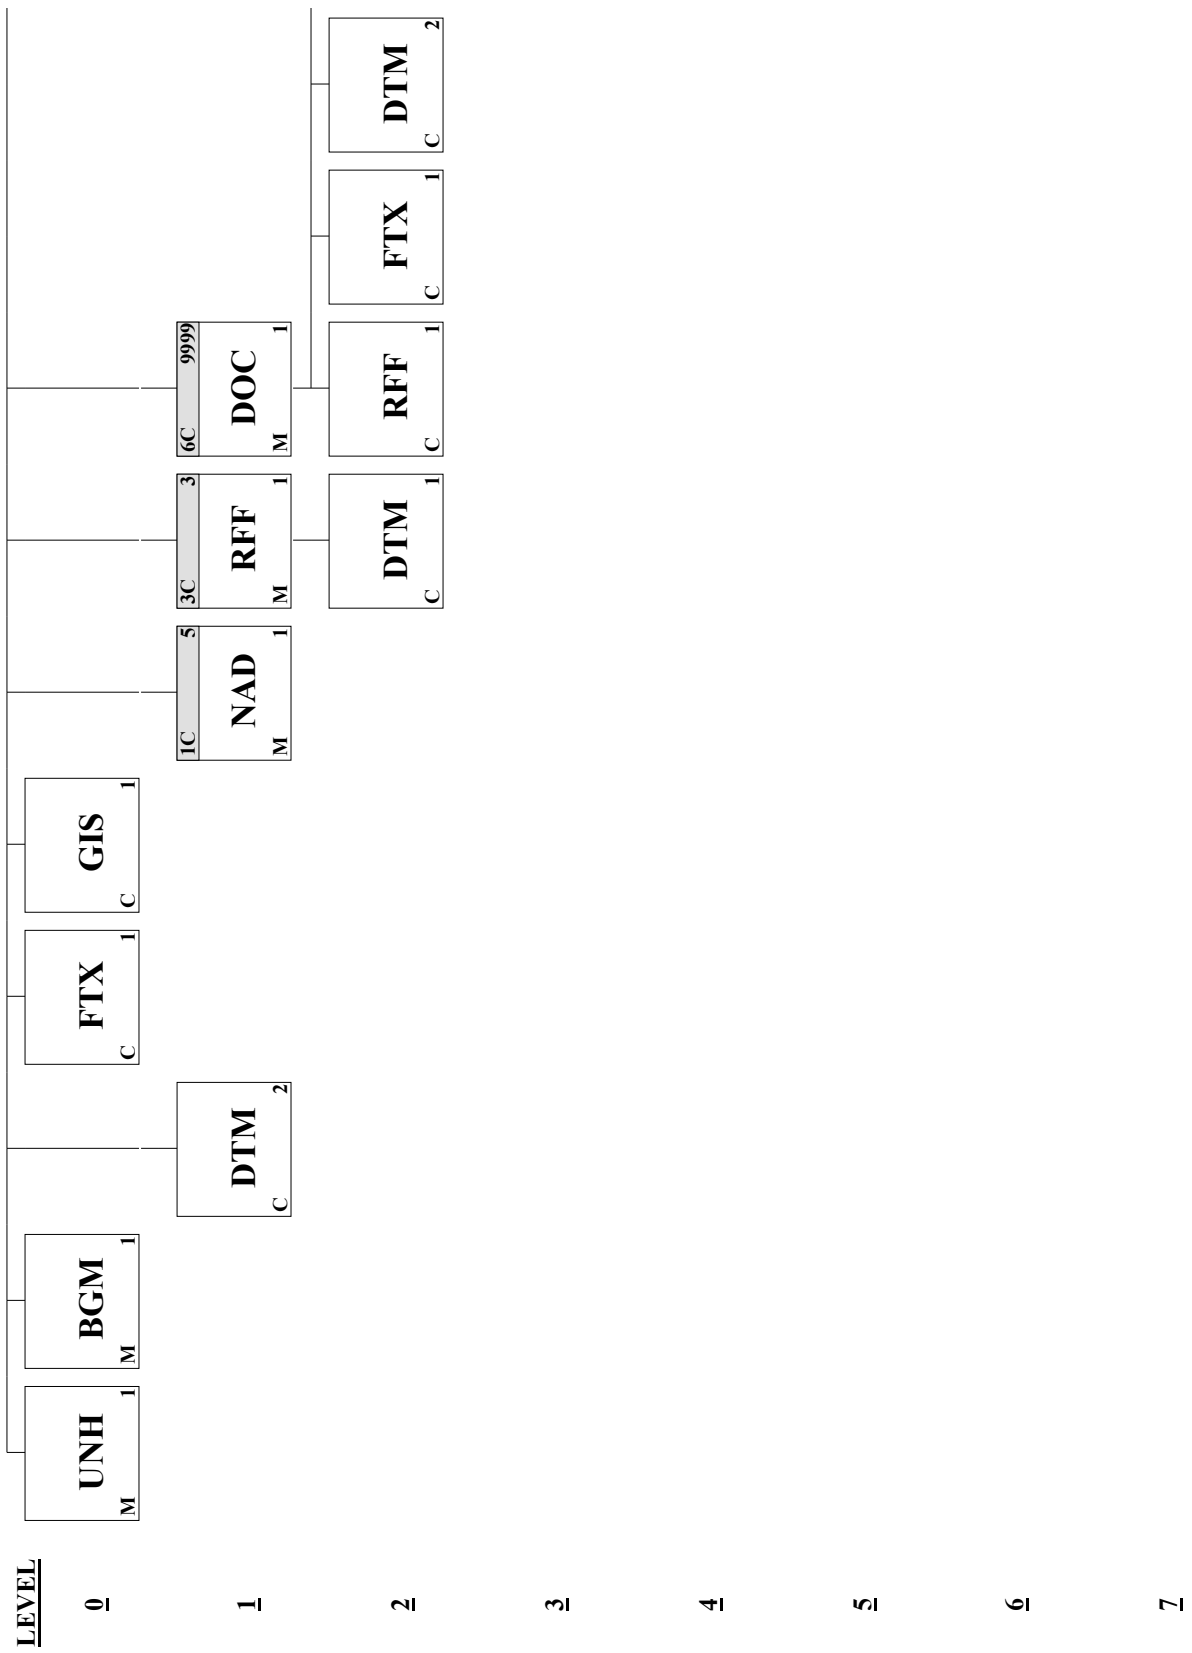 LEVEL
0
UNH
M 1
BGM
M 1
FTX
C 1
GIS
C 1
1
DTM
C 2
1C 5
NAD
M 1
3C 3
RFF
M 1
6C 9999
DOC
M 1
2
DTM
C 1
RFF
C 1
FTX
C 1
DTM
C 2
3
4
5
6
7